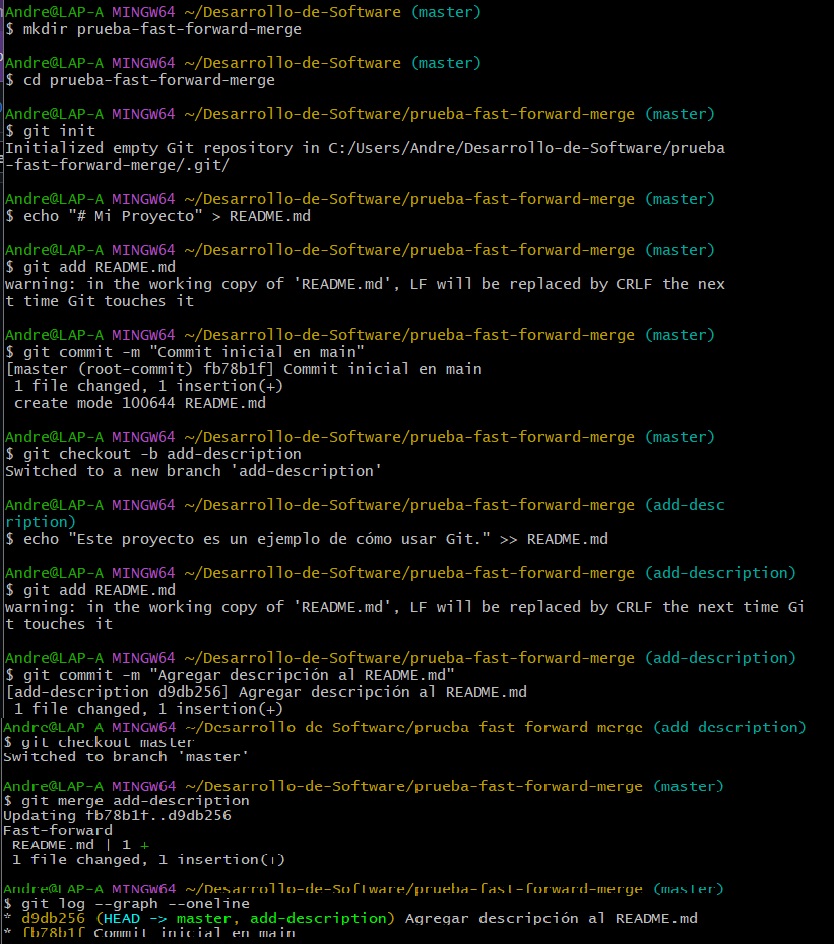 Andre@LAP-A MINGW64 ~/Desarrollo-de-Software (master)
$ mkdir prueba-fast-forward-merge
Andre@LAP-A MINGW64 ~/Desarrollo-de-Software (master)
$ cd prueba-fast-forward-merge
Andre@LAP-A MINGW64 ~/Desarrollo-de-Software/prueba-fast-forward-merge (master)
$ git init
Initialized empty Git repository in C:/Users/Andre/Desarrollo-de-Software/prueba
-fast-forward-merge/.git/
Andre@LAP-A MINGW64 ~/Desarrollo-de-Software/prueba-fast-forward-merge (master)
$ echo "# Mi Proyecto" > README.md
Andre@LAP-A MINGW64 ~/Desarrollo-de-Software/prueba-fast-forward-merge (master)
$ git add README.md
warning: in the working copy of 'README.md', LF will be replaced by CRLF the nex
t time Git touches it
Andre@LAP-A MINGW64 ~/Desarrollo-de-Software/prueba-fast-forward-merge (master)
$ git commit -m "Commit inicial en main"
[master (root-commit) fb78b1f] Commit inicial en main
 1 file changed, 1 insertion(+)
 create mode 100644 README.md
Andre@LAP-A MINGW64 ~/Desarrollo-de-Software/prueba-fast-forward-merge (master)
$ git checkout -b add-description
Switched to a new branch 'add-description'
Andre@LAP-A MINGW64 ~/Desarrollo-de-Software/prueba-fast-forward-merge (add-desc
ription)
$ echo "Este proyecto es un ejemplo de cómo usar Git." >> README.md
Andre@LAP-A MINGW64 ~/Desarrollo-de-Software/prueba-fast-forward-merge (add-description)
$ git add README.md
warning: in the working copy of 'README.md', LF will be replaced by CRLF the next time Gi
t touches it
Andre@LAP-A MINGW64 ~/Desarrollo-de-Software/prueba-fast-forward-merge (add-description)
$ git commit -m "Agregar descripción al README.md"
[add-description d9db256] Agregar descripción al README.md
 1 file changed, 1 insertion(+)
Andre@LAP-A MINGW64 ~/Desarrollo-de-Software/prueba-fast-forward-merge (add-description)
$ git checkout master
Switched to branch 'master'
Andre@LAP-A MINGW64 ~/Desarrollo-de-Software/prueba-fast-forward-merge (master)
$ git merge add-description
Updating fb78b1f..d9db256
Fast-forward
 README.md | 1 +
 1 file changed, 1 insertion(+)
Andre@LAP-A MINGW64 ~/Desarrollo-de-Software/prueba-fast-forward-merge (master)
$ git log --graph --oneline
* d9db256 (HEAD -> master, add-description) Agregar descripción al README.md
* fb78b1f Commit inicial en main